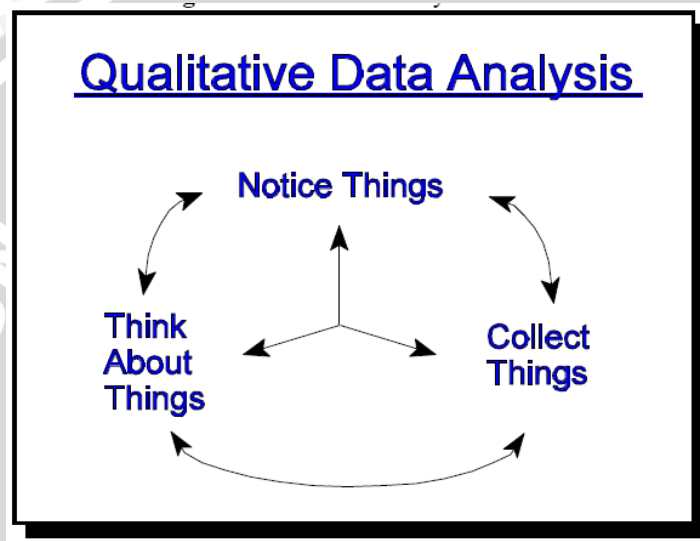 Qualitative Data Analysis
Notice Things
Think
About
Things
Collect
Things